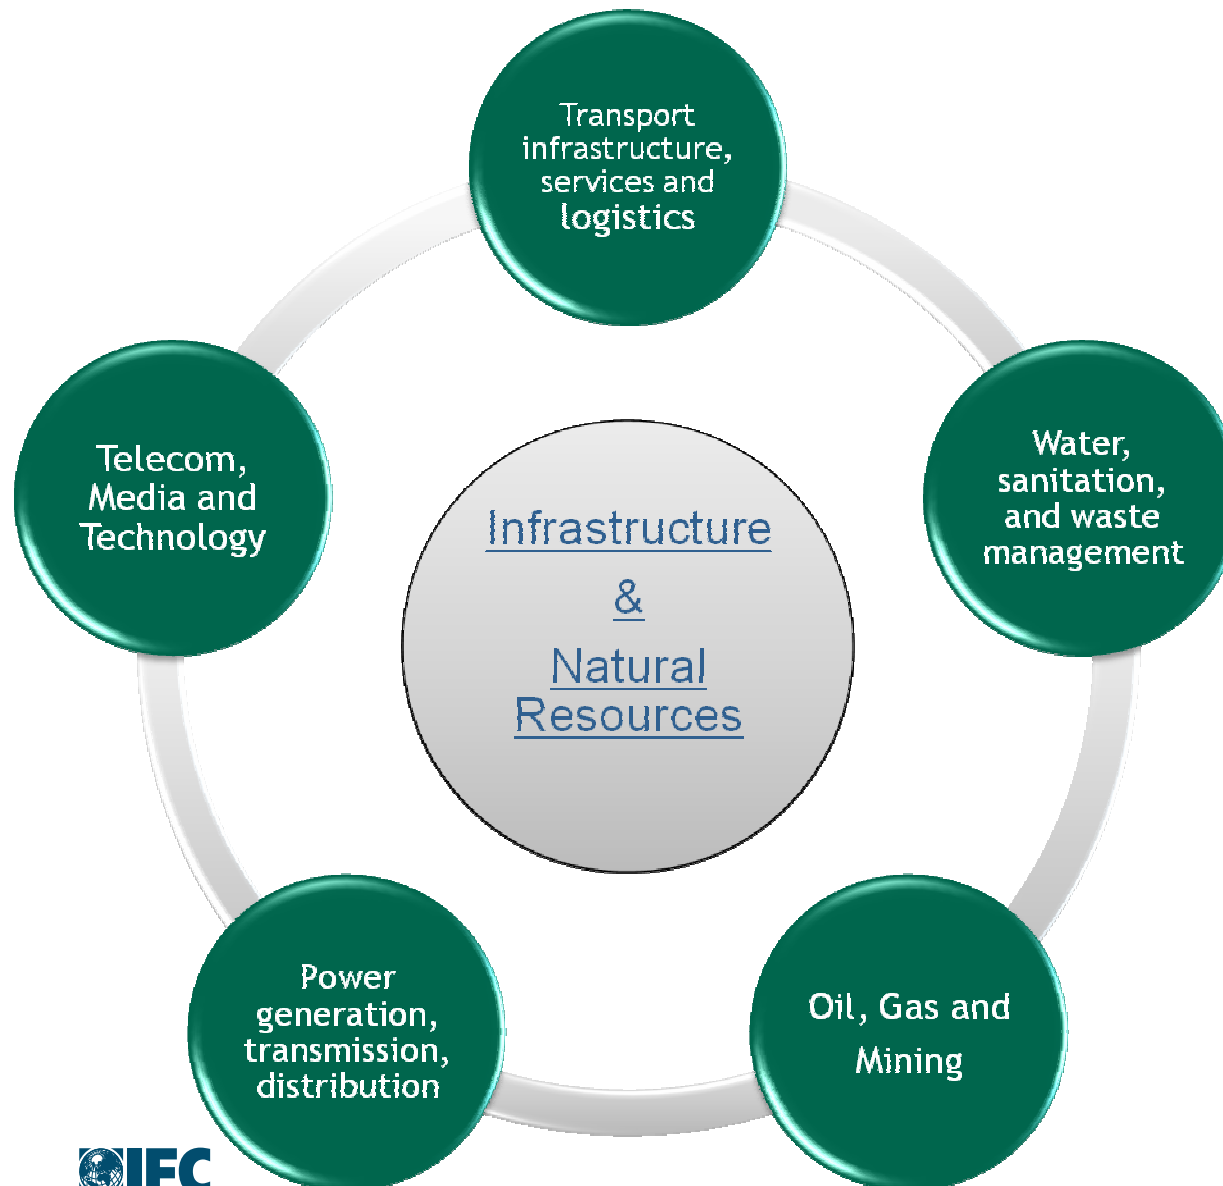 Transport
infrastructure,
services and
logistics
Water,
sanitation,
and waste
management
Telecom,
Media and
Technology
Infrastructure
&
Natural
Resources
Power
generation,
transmission,
distribution
Oil, Gas and
Mining
IFC